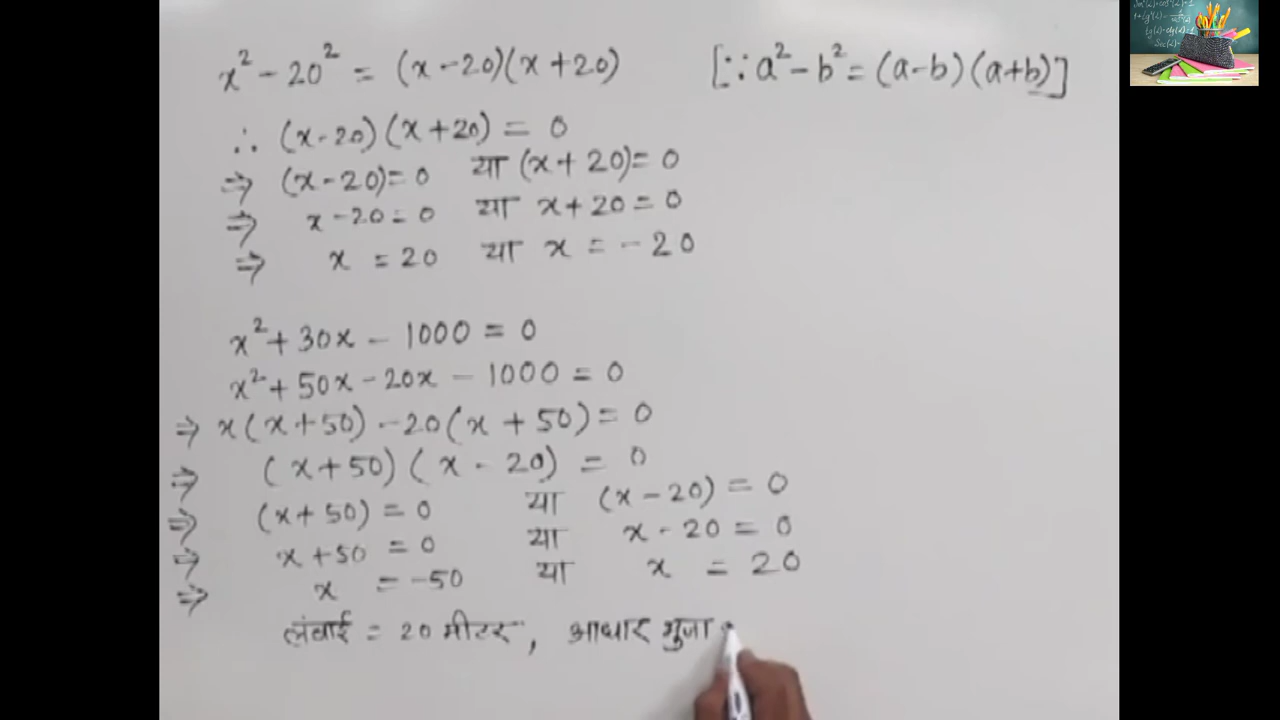 x² - 20² = (x - 20)(x + 20) [∵ a² - b² = (a - b)(a + b)]
∴ (x - 20)(x + 20) = 0
⇒ (x - 20) = 0 या (x + 20) = 0
⇒ x - 20 = 0 या x + 20 = 0
⇒ x = 20 या x = - 20
x² + 30x - 1000 = 0
x² + 50x - 20x - 1000 = 0
⇒ x(x + 50) - 20(x + 50) = 0
⇒ (x + 50)(x - 20) = 0
⇒ (x + 50) = 0 या (x - 20) = 0
⇒ x + 50 = 0 या x - 20 = 0
⇒ x = -50 या x = 20
लंबाई = 20 मीटर, आधार भुजा